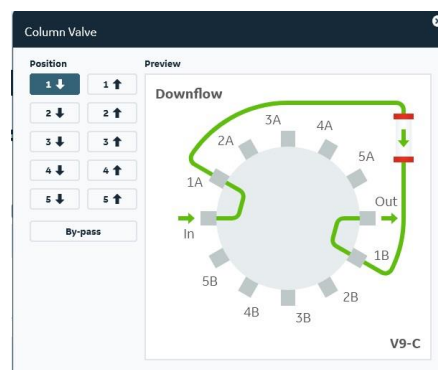 Column Valve
Position
Preview
1 ⬇ 1 ⬆
2 ⬇ 2 ⬆
3 ⬇ 3 ⬆
4 ⬇ 4 ⬆
5 ⬇ 5 ⬆
By-pass
Downflow
3A
4A
2A
5A
1A
Out
In
1B
5B
2B
4B
3B
V9-C